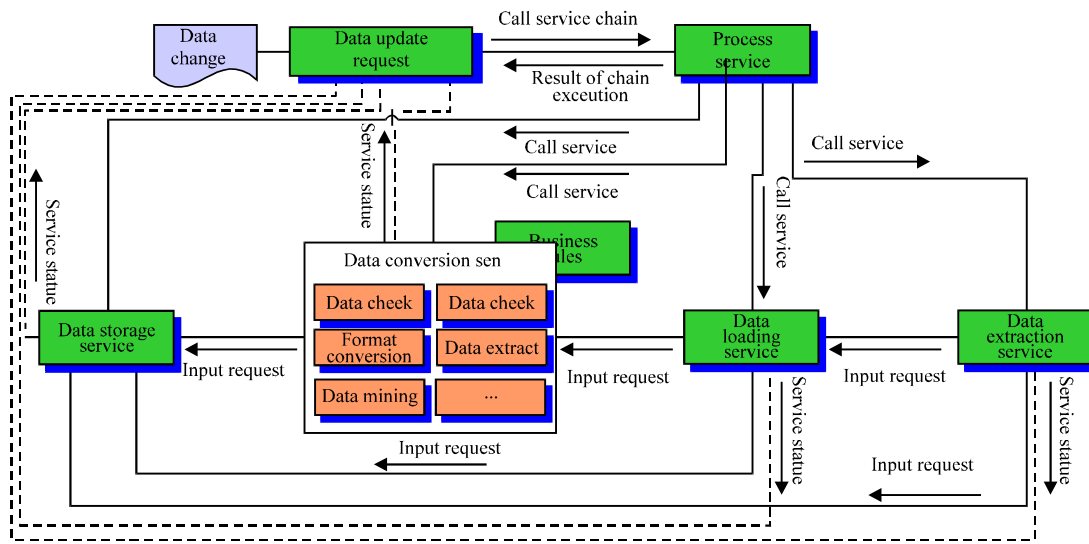 Data
change
Data update
request
Call service chain
Result of chain
exceution
Process
service
Call service
Call service
Call service
Call service
Service statue
Service statue
Business
ules
Data conversion sen
Data cheek
Data cheek
Format
conversion
Data extract
Data mining
...
Data storage
service
Data
loading
service
Data
extraction service
Input request
Input request
Input request
Service statue
Service statue
Input request
Input request